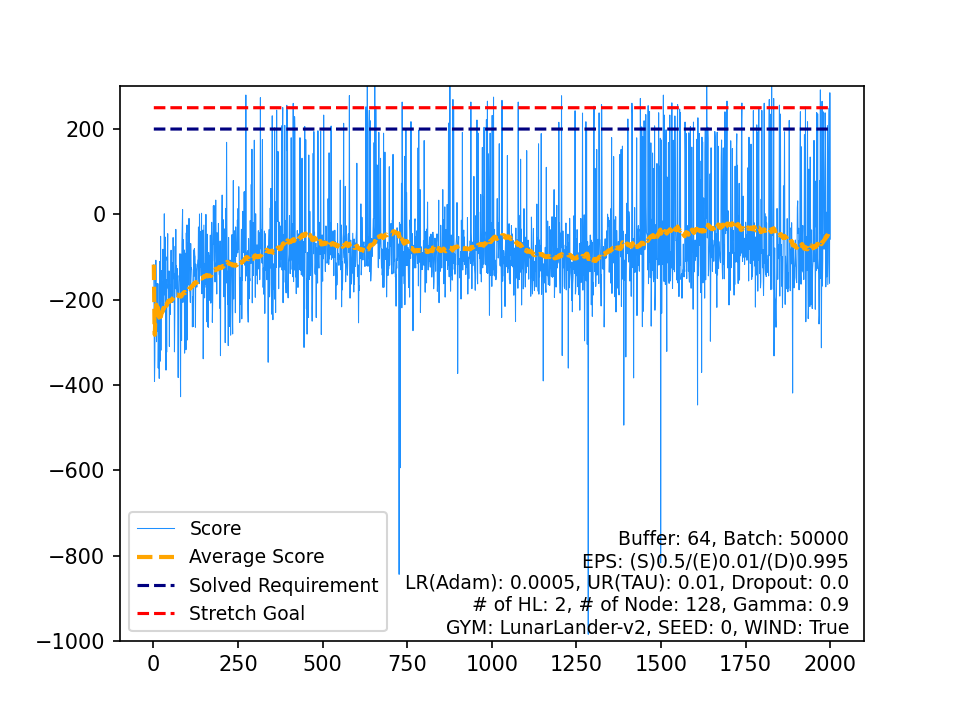 200
0
−200
−400
−600
−800
−1000
0 250 500 750 1000 1250 1500 1750 2000
Score
Average Score
Solved Requirement
Stretch Goal
Buffer: 64, Batch: 50000
EPS: (S)0.5/(E)0.01/(D)0.995
LR(Adam): 0.0005, UR(TAU): 0.01, Dropout: 0.0
# of HL: 2, # of Node: 128, Gamma: 0.9
GYM: LunarLander-v2, SEED: 0, WIND: True